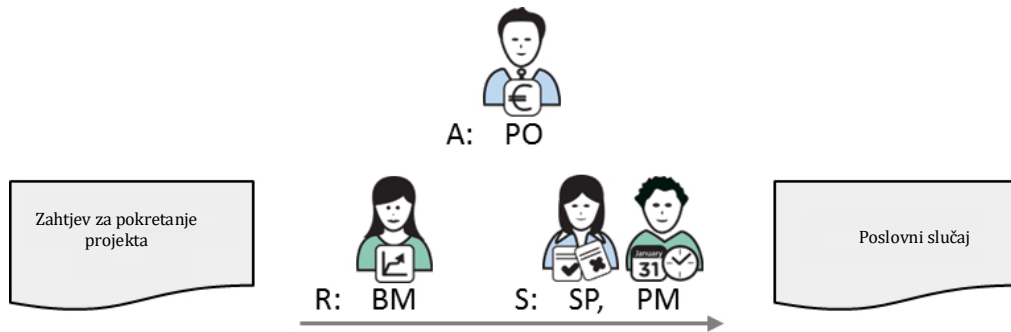 €
A: PO
Zahtjev za pokretanje
projekta
Poslovni slučaj
January
31
R: BM
S: SP, PM